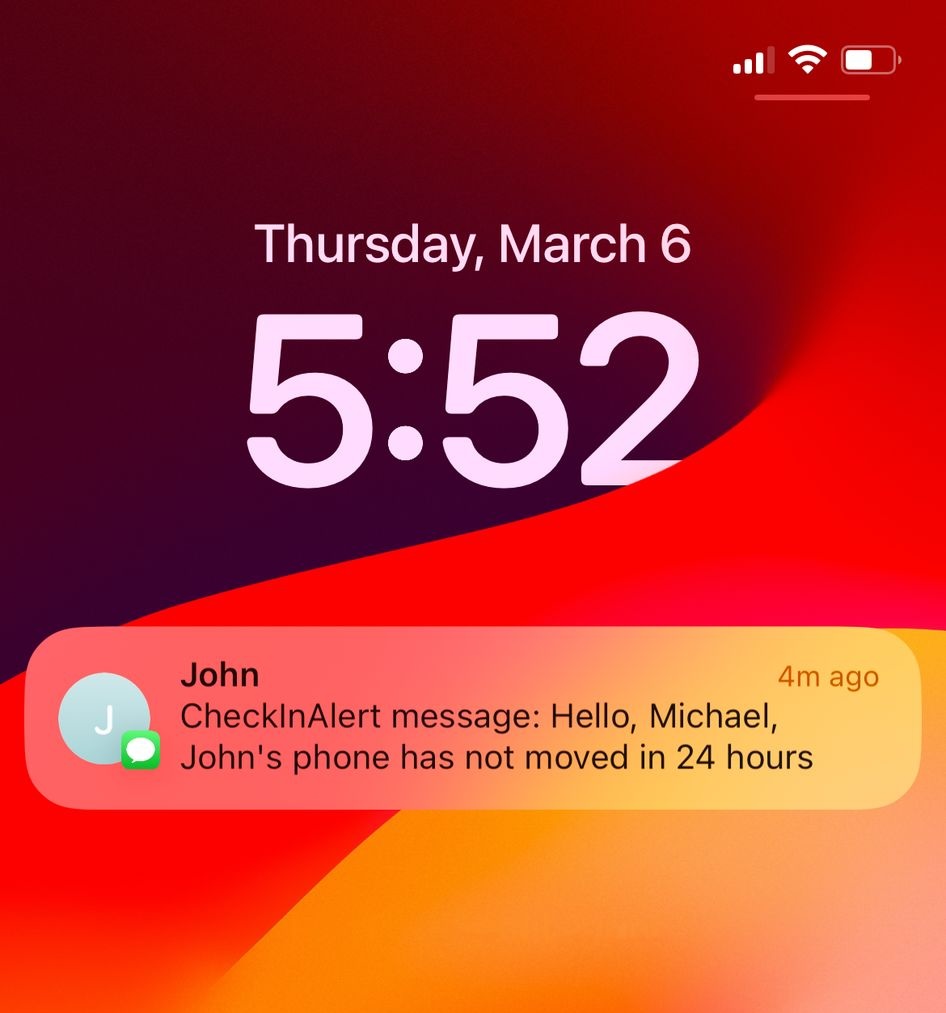 Thursday, March 6
5:52
John
4m ago
J
CheckInAlert message: Hello, Michael,
John's phone has not moved in 24 hours